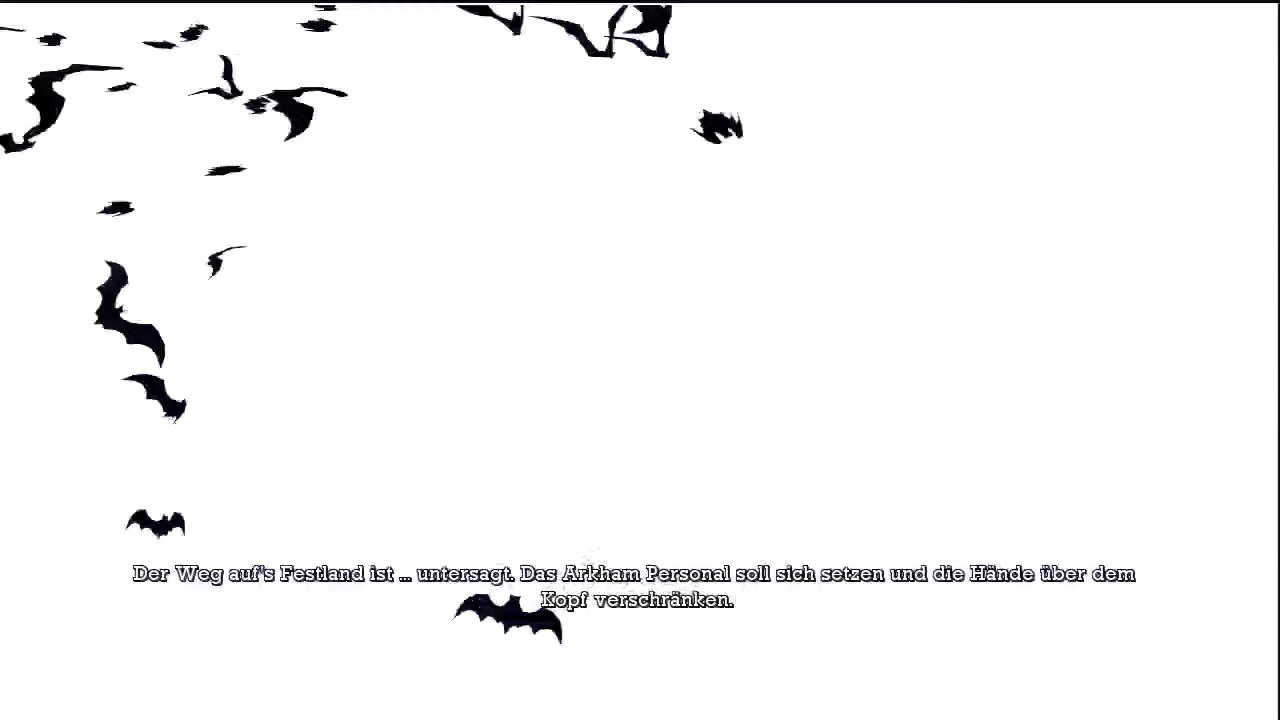 Der Weg auf's Festland ist ... untersagt. Das Arkham Personal soll sich setzen und die Hände über dem
Kopf verschränken.